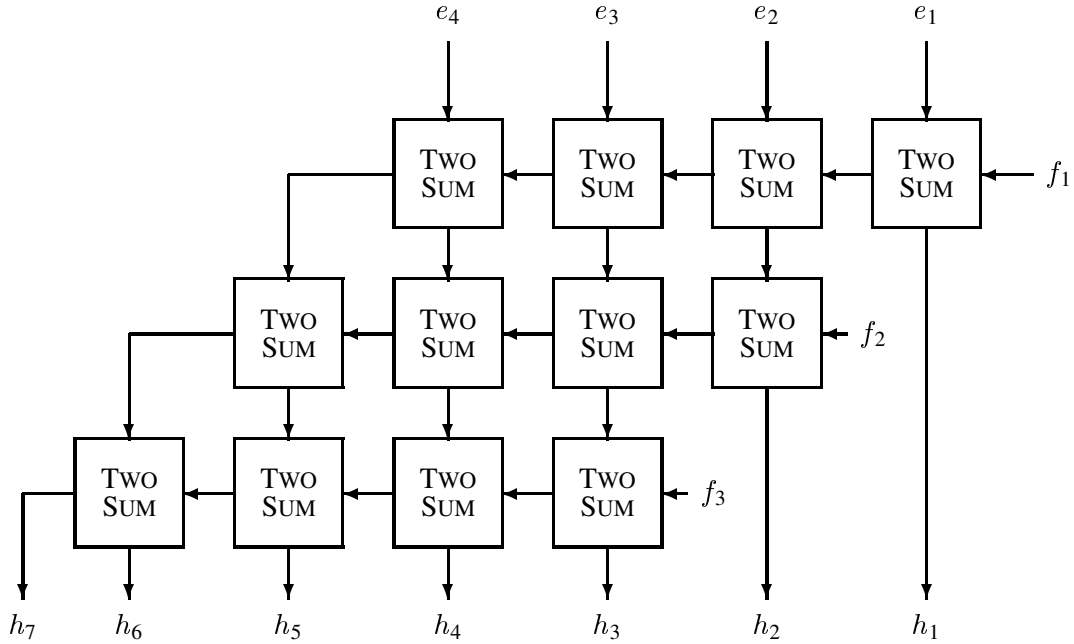 e4 e3 e2 e1
TWO SUM TWO SUM TWO SUM TWO SUM f1
TWO SUM TWO SUM TWO SUM TWO SUM f2
TWO SUM TWO SUM TWO SUM TWO SUM f3
h7 h6 h5 h4 h3 h2 h1